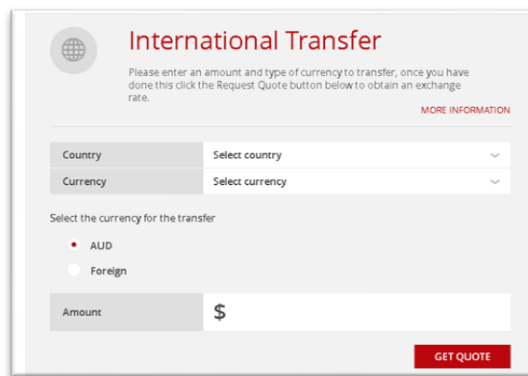 International Transfer
Please enter an amount and type of currency to transfer, once you have
done this click the Request Quote button below to obtain an exchange
rate.
MORE INFORMATION
Country Select country
Currency Select currency
Select the currency for the transfer
AUD
Foreign
Amount $
GET QUOTE